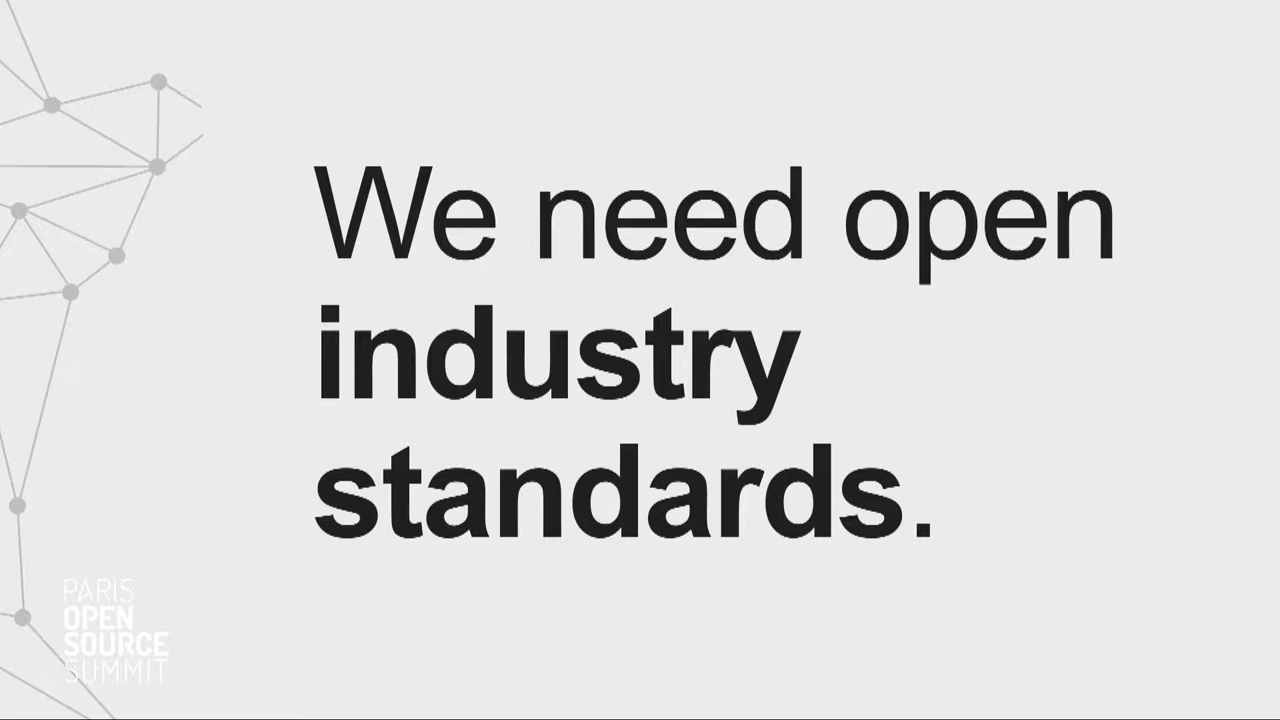 We need open
industry
standards.
PARIS
OPEN
SOURCE
SUMMIT